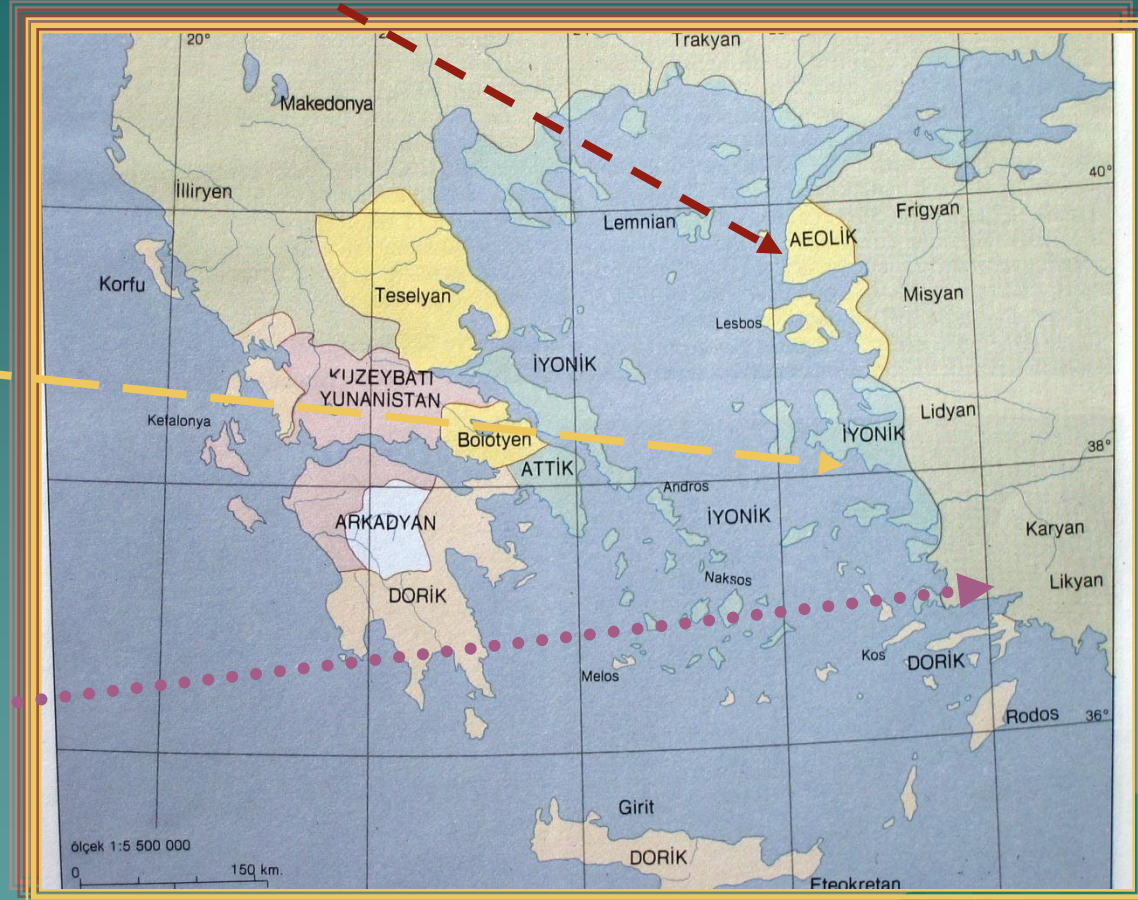 20°
Trakyan
Makedonya
40°
İlliryen
Frigyan
Lemnian
AEOLİK
Korfu
Teselyan
Misyan
Lesbos
İYONİK
KUZEYBATI
YUNANİSTAN
Lidyan
Kefalonya
İYONİK
Boiotyen
38°
ATTİK
Andros
İYONİK
ARKADYAN
Karyan
Naksos
Likyan
DORİK
Kos
DORİK
Melos
Rodos
36°
Girit
ölçek 1:5 500 000
DORİK
0
150 km.
Eteokretan